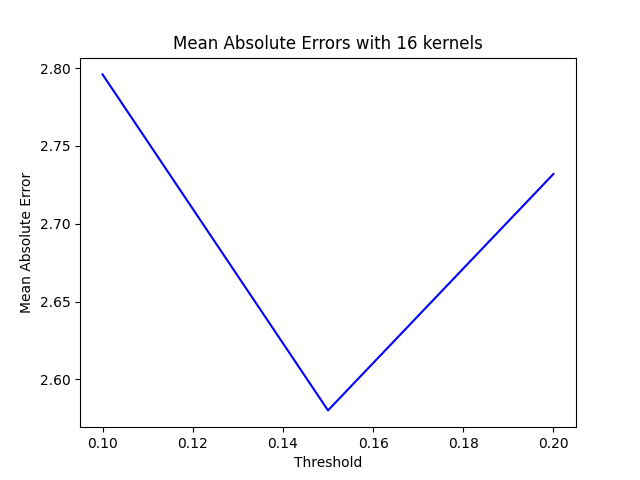 Mean Absolute Errors with 16 kernels
2.80
2.75
2.70
2.65
2.60
Mean Absolute Error
0.10 0.12 0.14 0.16 0.18 0.20
Threshold